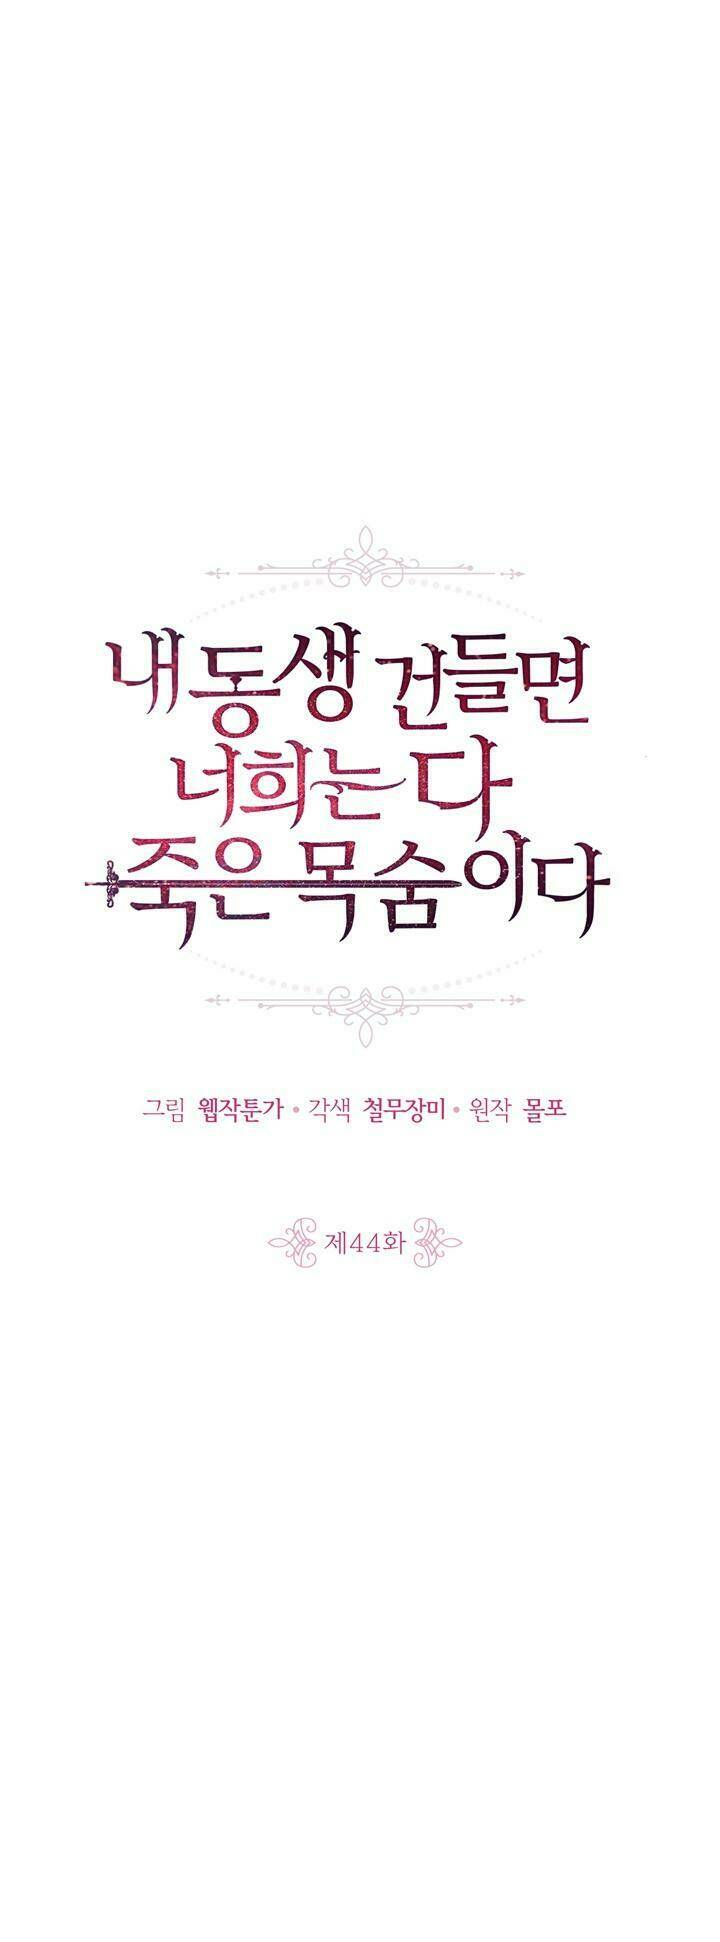 내 동생 건들면
너희는 다
죽은 목숨이다
그림 웹작툰가 • 각색 철무장미 • 원작 몰포
제44화